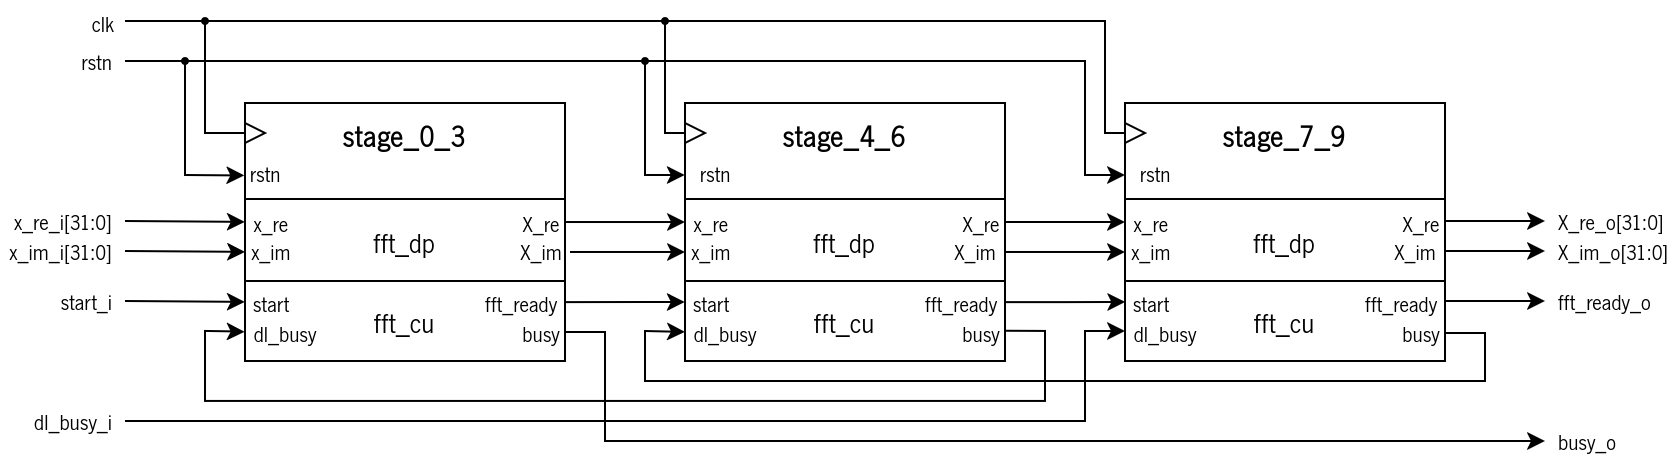 clk
rstn
stage_0_3
stage_4_6
stage_7_9
rstn
rstn
rstn
x_re_i[31:0]
x_im_i[31:0]
x_re
x_im
fft_dp
X_re
X_im
x_re
x_im
fft_dp
X_re
X_im
x_re
x_im
fft_dp
X_re
X_im
X_re_o[31:0]
X_im_o[31:0]
start_i
start
dl_busy
fft_cu
fft_ready
busy
start
dl_busy
fft_cu
fft_ready
busy
start
dl_busy
fft_cu
fft_ready
busy
fft_ready_o
dl_busy_i
busy_o